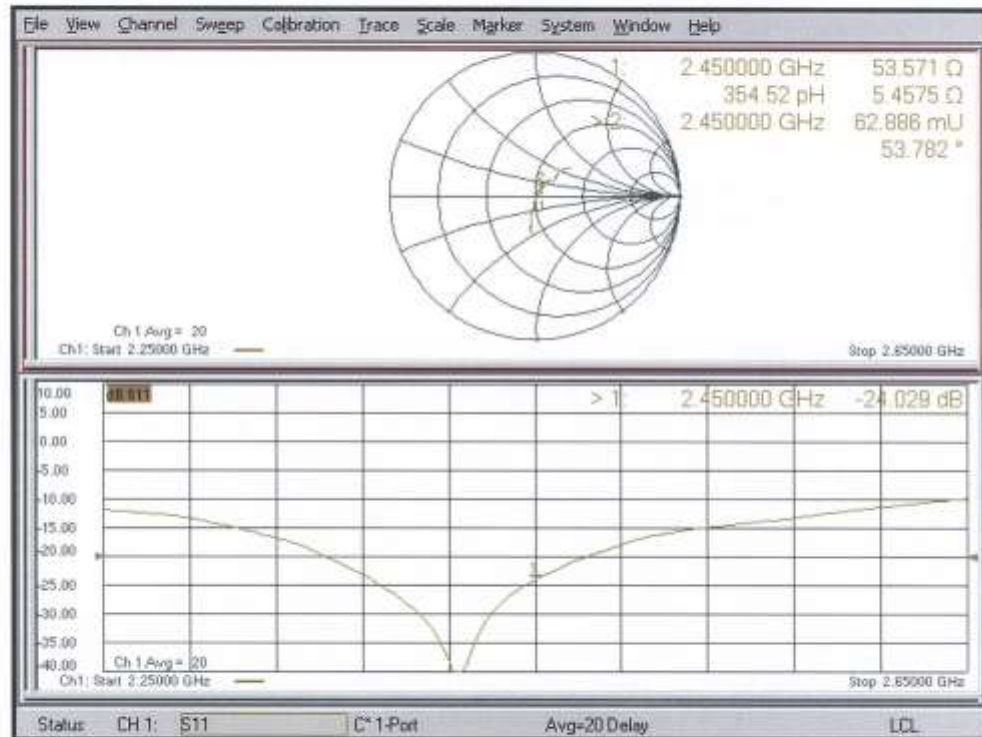 File View Channel Sweep Calibration Trace Scale Marker System Window Help
1: 2.450000 GHz 53.571 Ω
354.52 pH 5.4575 Ω
> 2: 2.450000 GHz 62.886 mU
53.782 °
Ch 1 Avg = 20
Ch1: Start 2.25000 GHz
Stop 2.65000 GHz
10.00
> 1: 2.450000 GHz -24.029 dB
5.00
0.00
-5.00
-10.00
-15.00
-20.00
-25.00
-30.00
-35.00
-40.00
Ch 1 Avg = 20
Ch1: Start 2.25000 GHz
Stop 2.65000 GHz
Status CH 1: S11 C* 1-Port Avg=20 Delay LCL